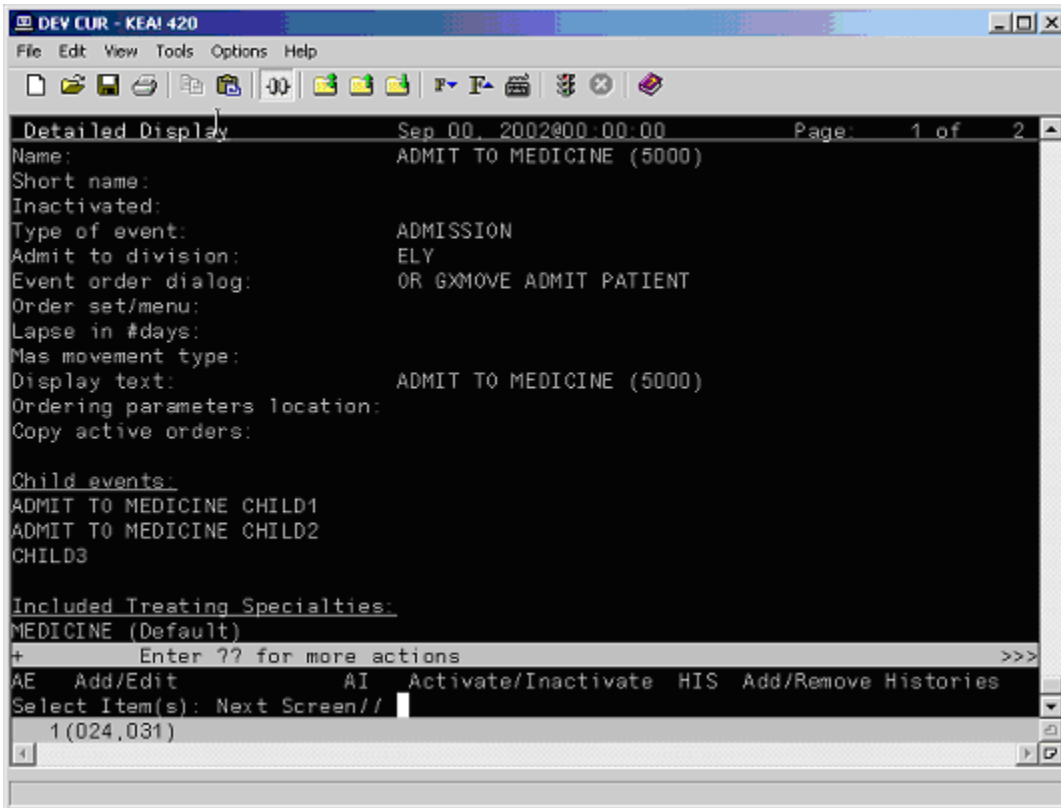 DEV CUR - KEA! 420
File Edit View Tools Options Help
Detailed Display Sep 00, 2002@00:00:00 Page: 1 of 2
Name: ADMIT TO MEDICINE (5000)
Short name:
Inactivated:
Type of event: ADMISSION
Admit to division: ELY
Event order dialog: OR GXMOVE ADMIT PATIENT
Order set/menu:
Lapse in #days:
Mas movement type:
Display text: ADMIT TO MEDICINE (5000)
Ordering parameters location:
Copy active orders:
Child events:
ADMIT TO MEDICINE CHILD1
ADMIT TO MEDICINE CHILD2
CHILD3
Included Treating Specialties:
MEDICINE (Default)
+ Enter ?? for more actions >>>
AE Add/Edit AI Activate/Inactivate HIS Add/Remove Histories
Select Item(s): Next Screen//
1(024,031)